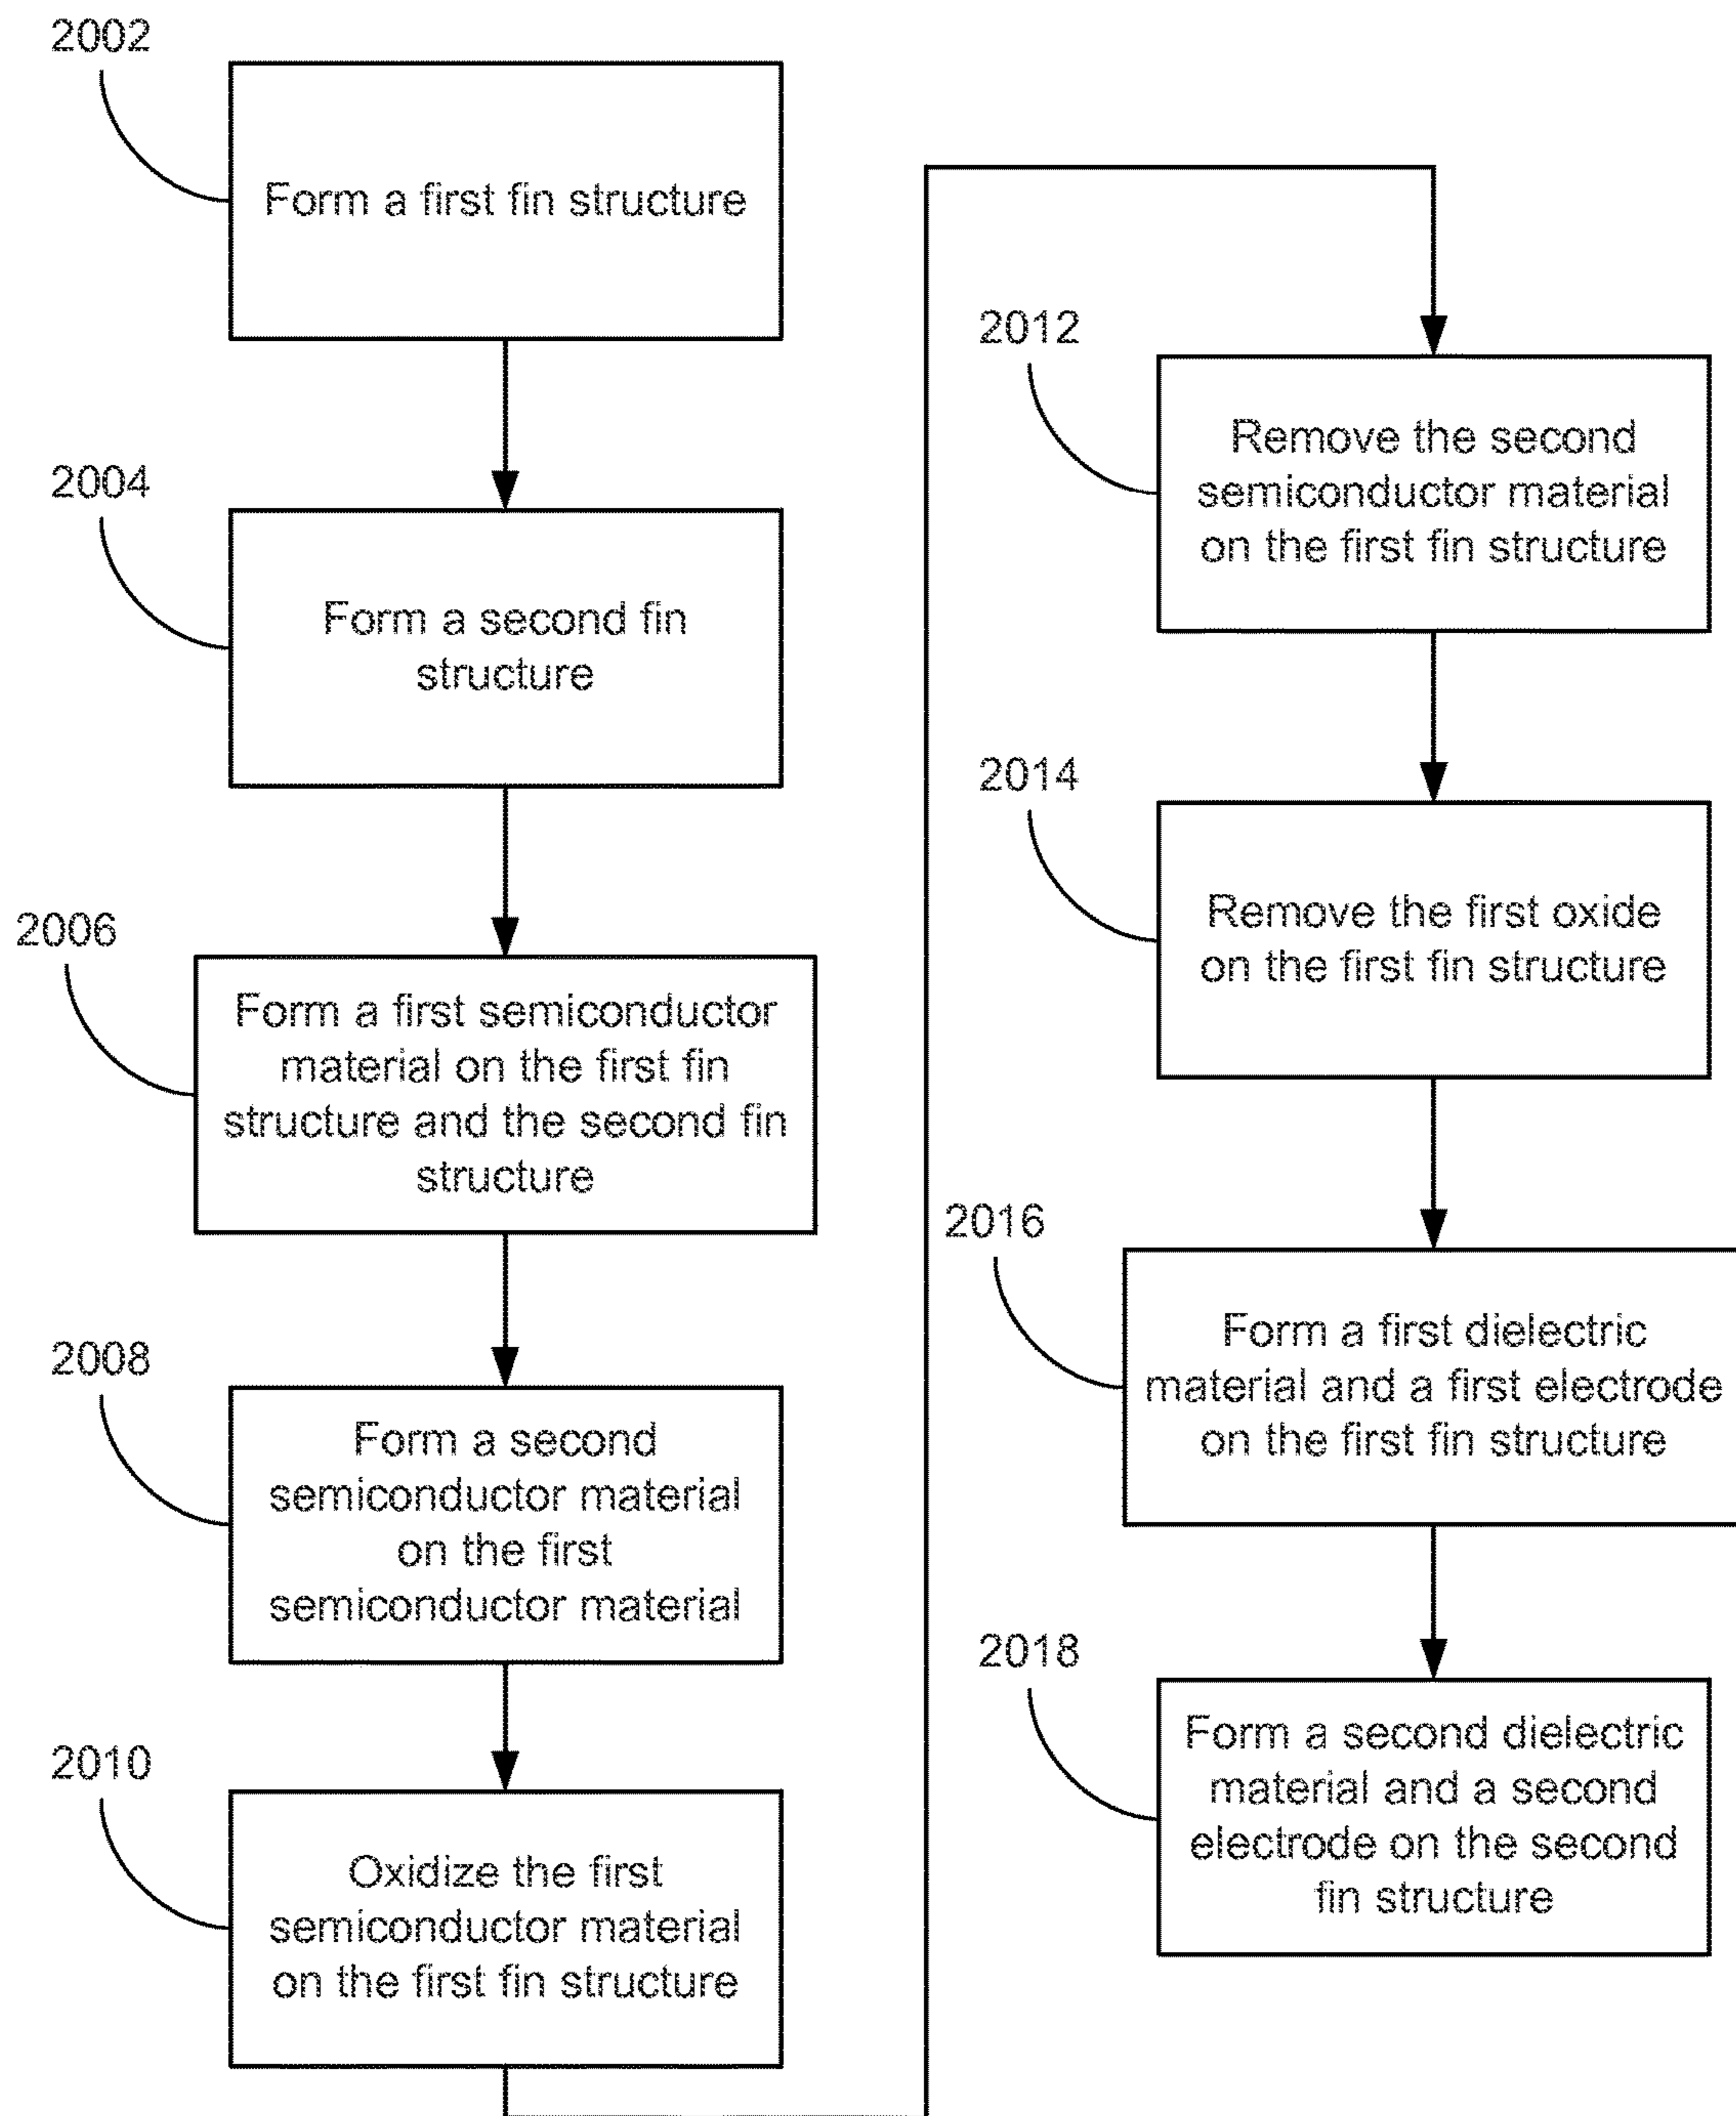 2002
Form a first fin structure
2004
Form a second fin
structure
2006
Form a first semiconductor
material on the first fin
structure and the second fin
structure
2008
Form a second
semiconductor material
on the first
semiconductor material
2010
Oxidize the first
semiconductor material
on the first fin structure
2012
Remove the second
semiconductor material
on the first fin structure
2014
Remove the first oxide
on the first fin structure
2016
Form a first dielectric
material and a first electrode
on the first fin structure
2018
Form a second dielectric
material and a second
electrode on the second
fin structure